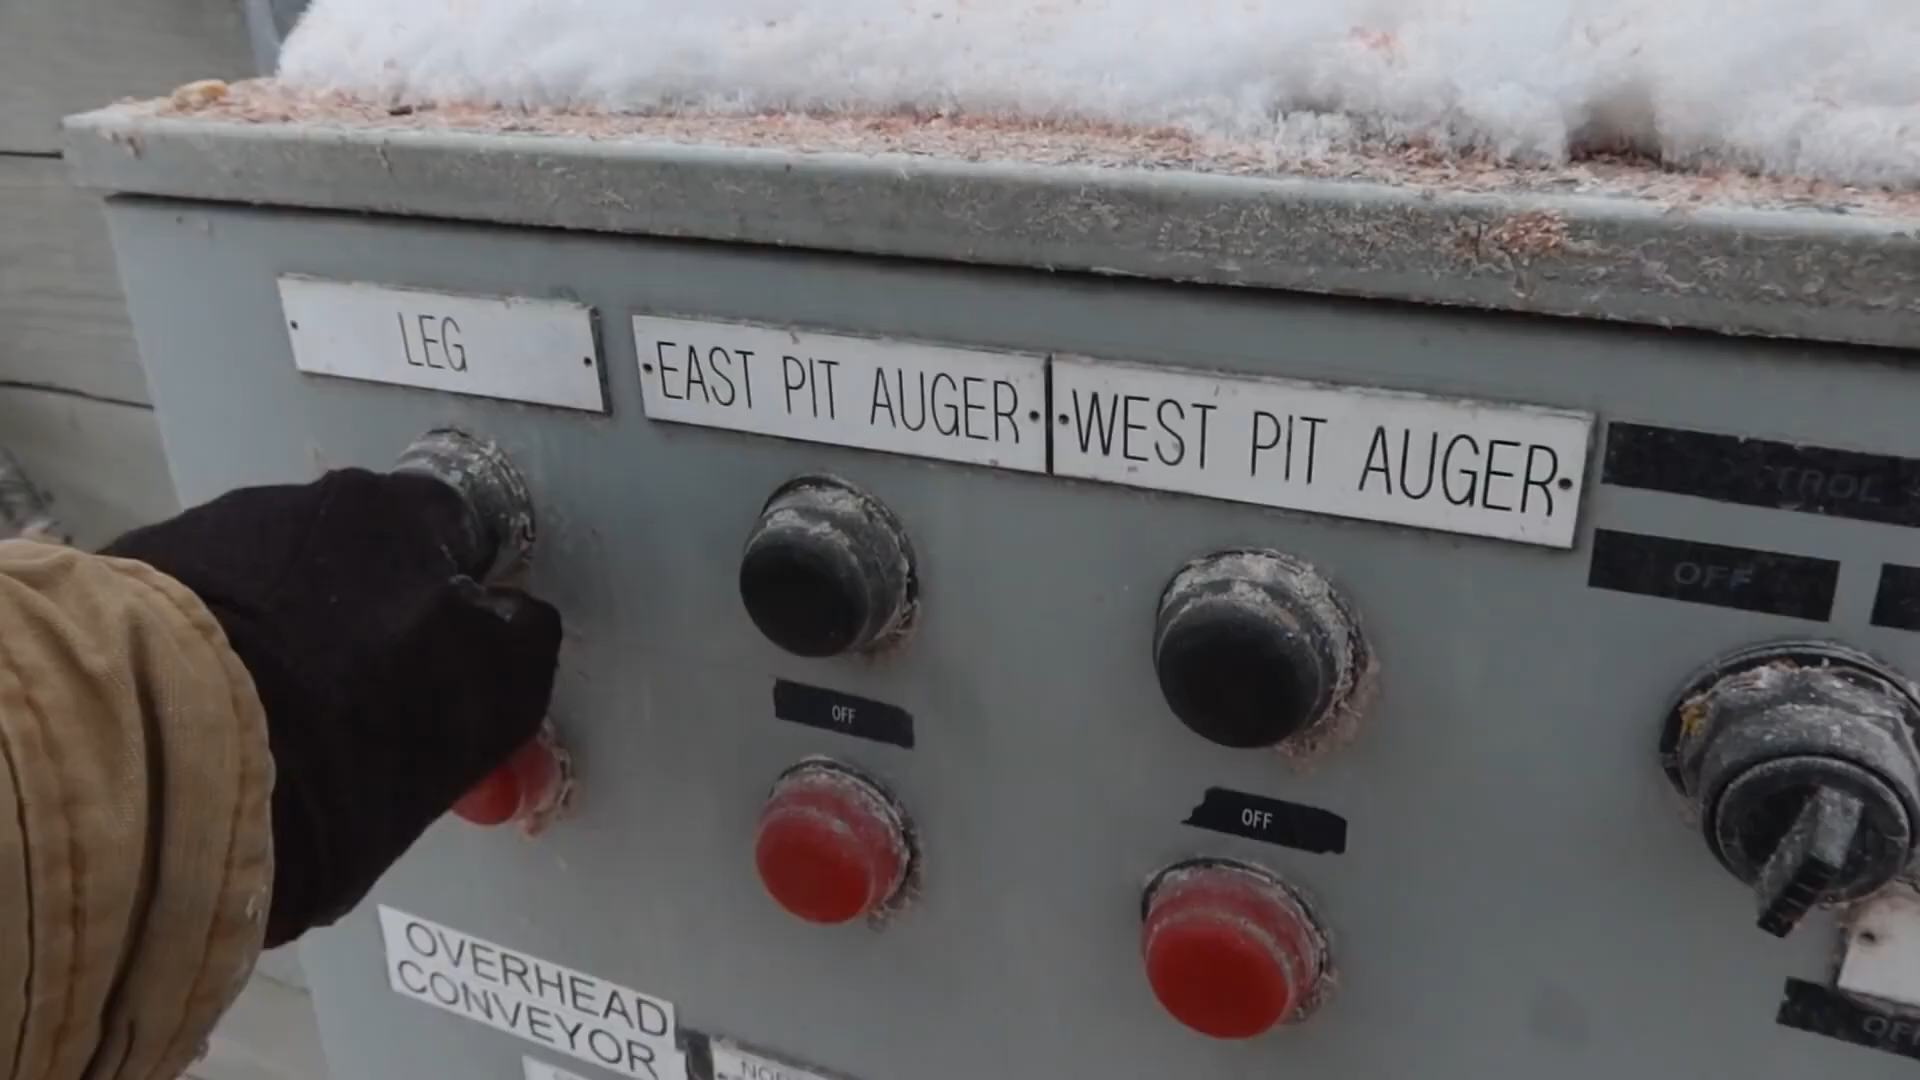 LEG
EAST PIT AUGER
WEST PIT AUGER
OFF
OFF
OFF
OVERHEAD
CONVEYOR